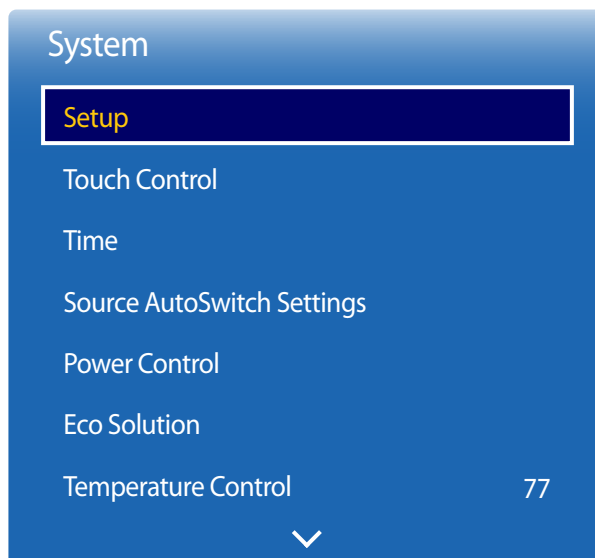 System
Setup
Touch Control
Time
Source AutoSwitch Settings
Power Control
Eco Solution
Temperature Control 77